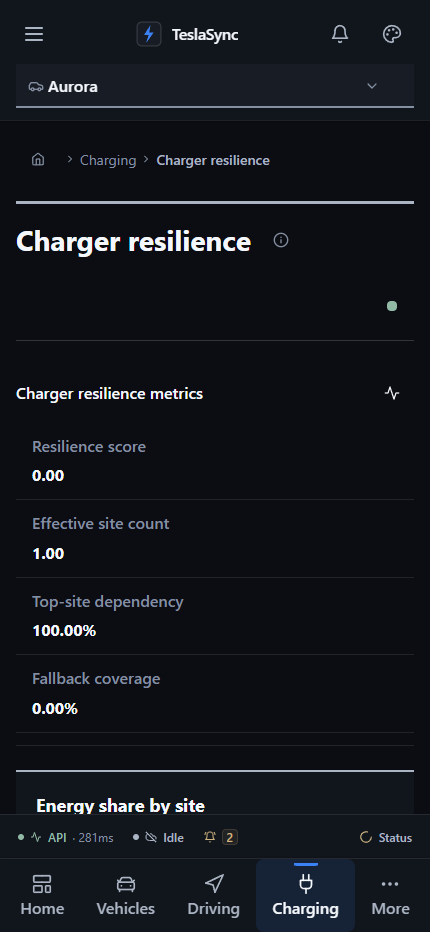 TeslaSync
Aurora
Charging
Charger resilience
Charger resilience
Charger resilience metrics
Resilience score
0.00
Effective site count
1.00
Top-site dependency
100.00%
Fallback coverage
0.00%
Energy share by site
API · 281ms
Idle
2
Status
Home
Vehicles
Driving
Charging
More